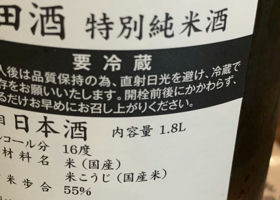 田酒 特別純米酒
要冷蔵
入後は品質保持の為、直射日光を避け、冷蔵で
存をお願いいたします。開栓前後にかかわらず、
るだけお早めにお召し上がりください。
目 日本酒 内容量 1.8L
ルコール分 16度
材料名 米(国産)
米こうじ(国産米)
米歩合 55%